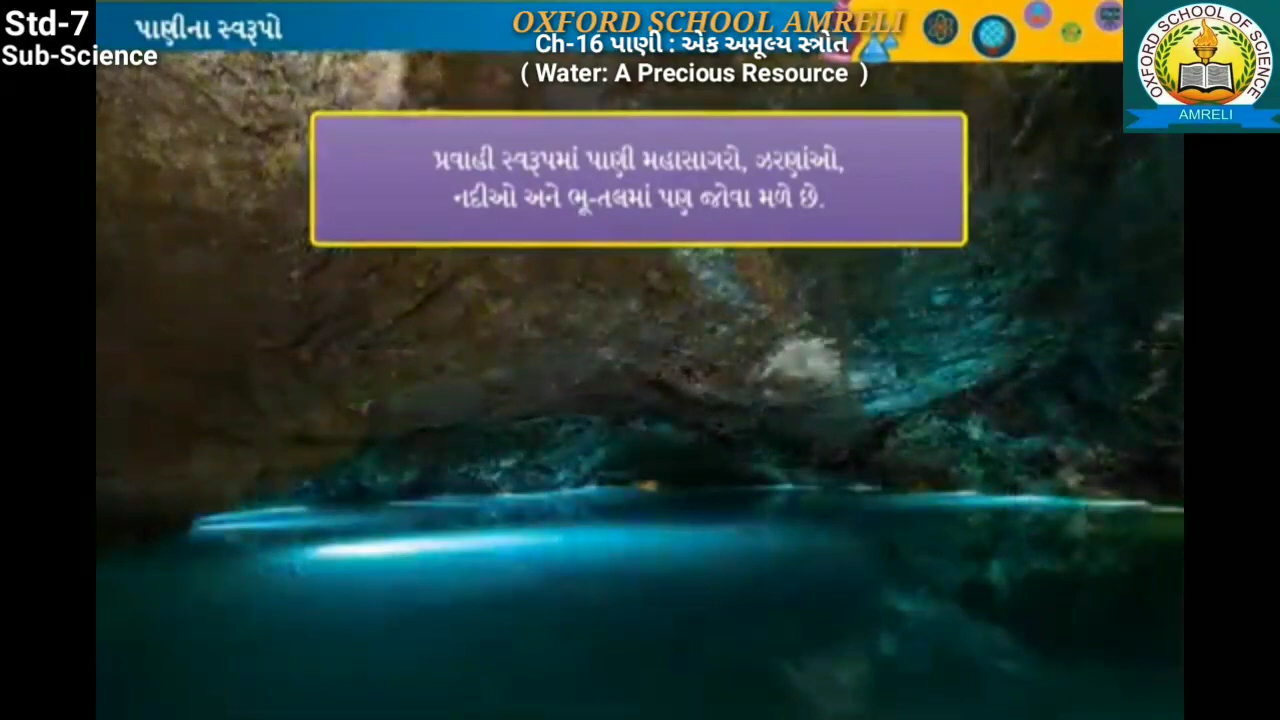 Std-7
Sub-Science
પાણીના સ્વરૂપો
OXFORD SCHOOL AMRELI
Ch-16 પાણી : એક અમૂલ્ય સ્ત્રોત
( Water: A Precious Resource )
OXFORD SCHOOL OF SCIENCE
AMRELI
પ્રવાહી સ્વરૂપમાં પાણી મહાસાગરો, ઝરણાંઓ,
નદીઓ અને ભૂ-તલમાં પણ જોવા મળે છે.